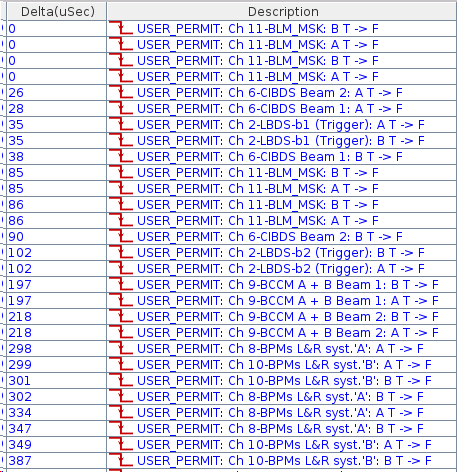 Delta(uSec) Description
0 USER_PERMIT: Ch 11-BLM_MSK: B T -> F
0 USER_PERMIT: Ch 11-BLM_MSK: A T -> F
0 USER_PERMIT: Ch 11-BLM_MSK: B T -> F
0 USER_PERMIT: Ch 11-BLM_MSK: A T -> F
26 USER_PERMIT: Ch 6-CIBDS Beam 2: A T -> F
28 USER_PERMIT: Ch 6-CIBDS Beam 1: A T -> F
35 USER_PERMIT: Ch 2-LBDS-b1 (Trigger): A T -> F
35 USER_PERMIT: Ch 2-LBDS-b1 (Trigger): B T -> F
38 USER_PERMIT: Ch 6-CIBDS Beam 1: B T -> F
85 USER_PERMIT: Ch 11-BLM_MSK: B T -> F
85 USER_PERMIT: Ch 11-BLM_MSK: A T -> F
86 USER_PERMIT: Ch 11-BLM_MSK: B T -> F
86 USER_PERMIT: Ch 11-BLM_MSK: A T -> F
90 USER_PERMIT: Ch 6-CIBDS Beam 2: B T -> F
102 USER_PERMIT: Ch 2-LBDS-b2 (Trigger): B T -> F
102 USER_PERMIT: Ch 2-LBDS-b2 (Trigger): A T -> F
197 USER_PERMIT: Ch 9-BCCM A + B Beam 1: B T -> F
197 USER_PERMIT: Ch 9-BCCM A + B Beam 1: A T -> F
218 USER_PERMIT: Ch 9-BCCM A + B Beam 2: B T -> F
218 USER_PERMIT: Ch 9-BCCM A + B Beam 2: A T -> F
298 USER_PERMIT: Ch 8-BPMs L&R syst.'A': A T -> F
299 USER_PERMIT: Ch 10-BPMs L&R syst.'B': A T -> F
301 USER_PERMIT: Ch 10-BPMs L&R syst.'B': B T -> F
302 USER_PERMIT: Ch 8-BPMs L&R syst.'A': B T -> F
334 USER_PERMIT: Ch 8-BPMs L&R syst.'A': A T -> F
347 USER_PERMIT: Ch 8-BPMs L&R syst.'A': B T -> F
349 USER_PERMIT: Ch 10-BPMs L&R syst.'B': A T -> F
387 USER_PERMIT: Ch 10-BPMs L&R syst.'B': B T -> F